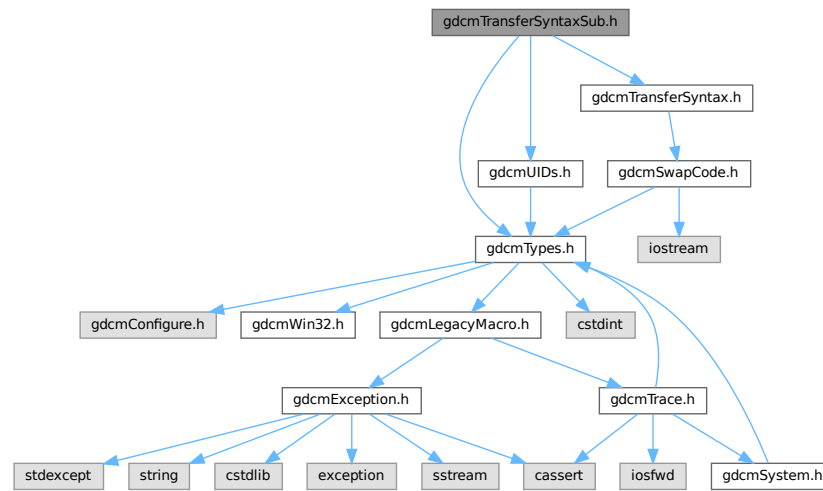 gdcmTransferSyntaxSub.h
gdcmTransferSyntax.h
gdcmUIDs.h
gdcmSwapCode.h
gdcmTypes.h
iostream
gdcmConfigure.h
gdcmWin32.h
gdcmLegacyMacro.h
cstdint
gdcmException.h
gdcmTrace.h
stdexcept
string
cstdlib
exception
sstream
cassert
iosfwd
gdcmSystem.h